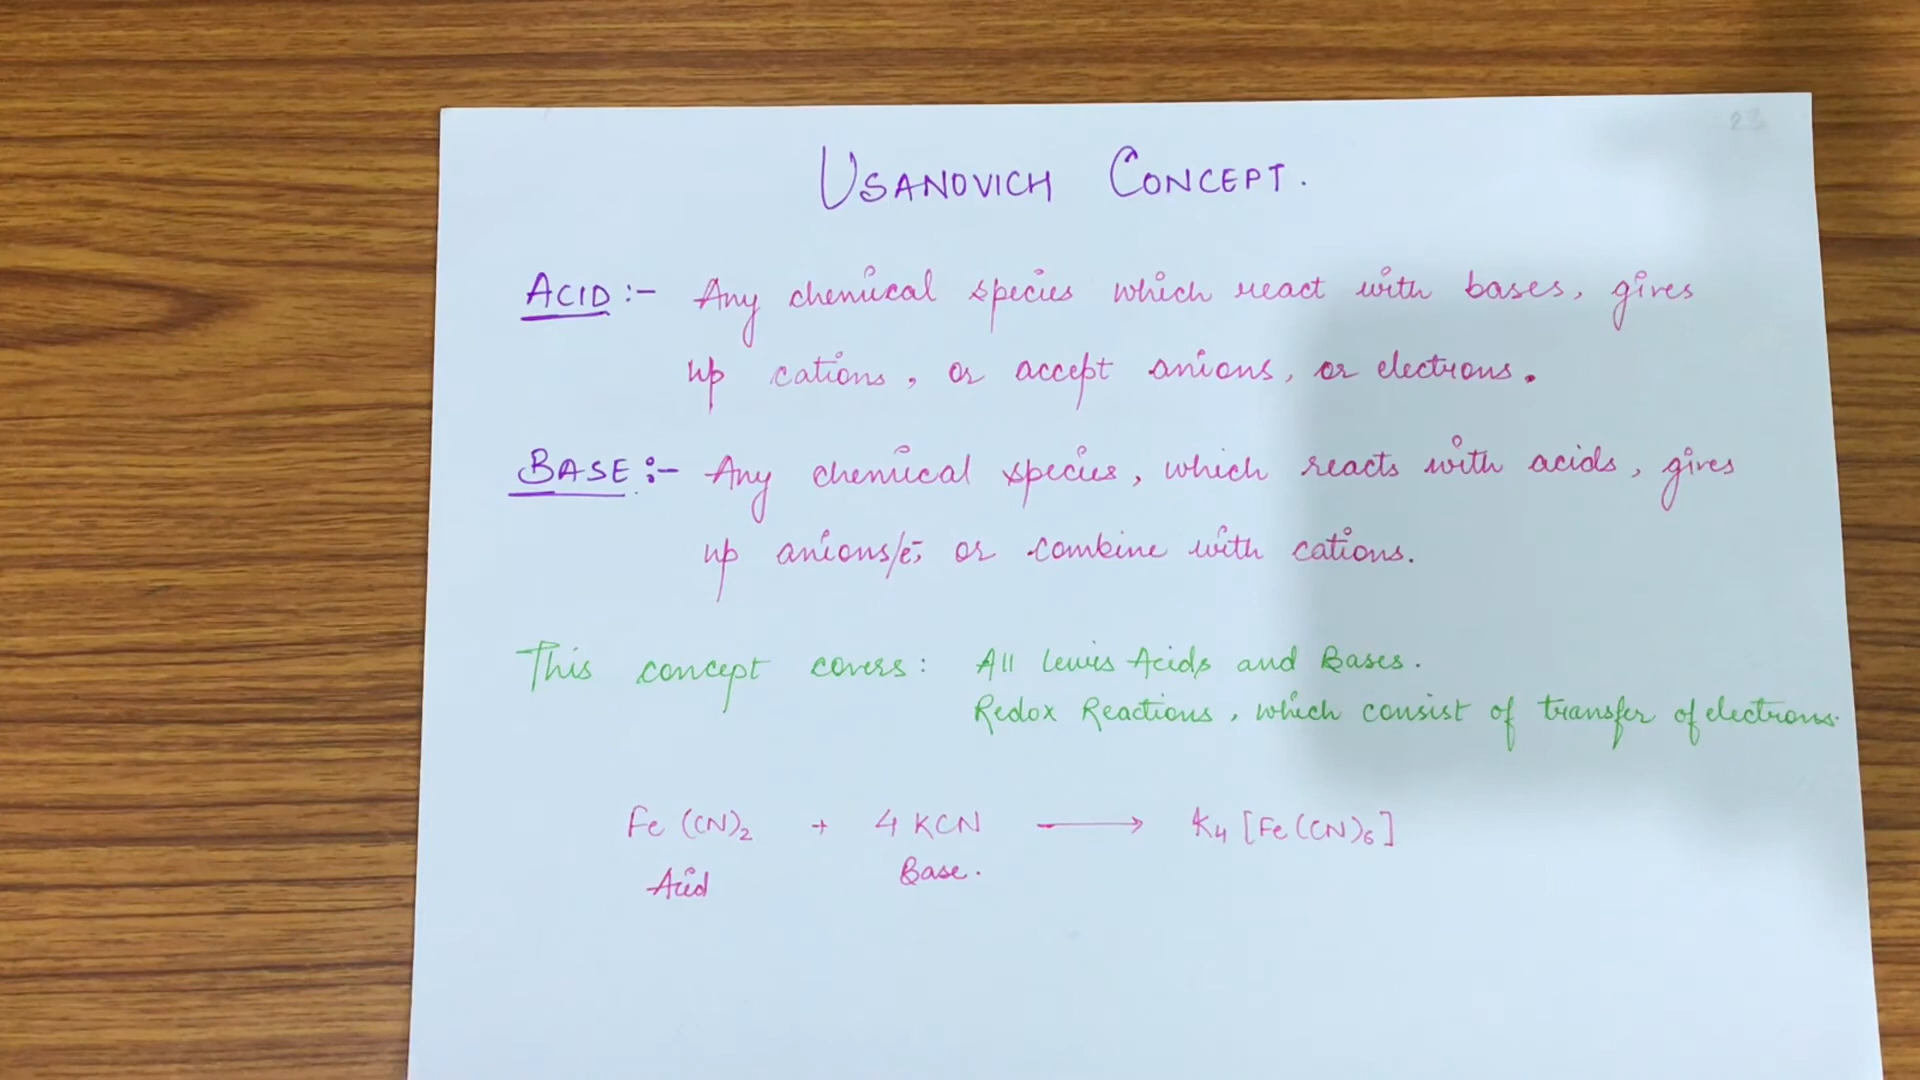 23
USANOVICH CONCEPT.
ACID :- Any chemical species which react with bases, gives
up cations, or accept anions, or electrons.
BASE :- Any chemical species, which reacts with acids, gives
up anions/e⁻, or combine with cations.
This concept covers : All Lewis Acids and Bases.
Redox Reactions, which consist of transfer of electrons.
Fe (CN)₂ + 4 KCN ⟶ K₄ [Fe(CN)₆]
Acid Base.